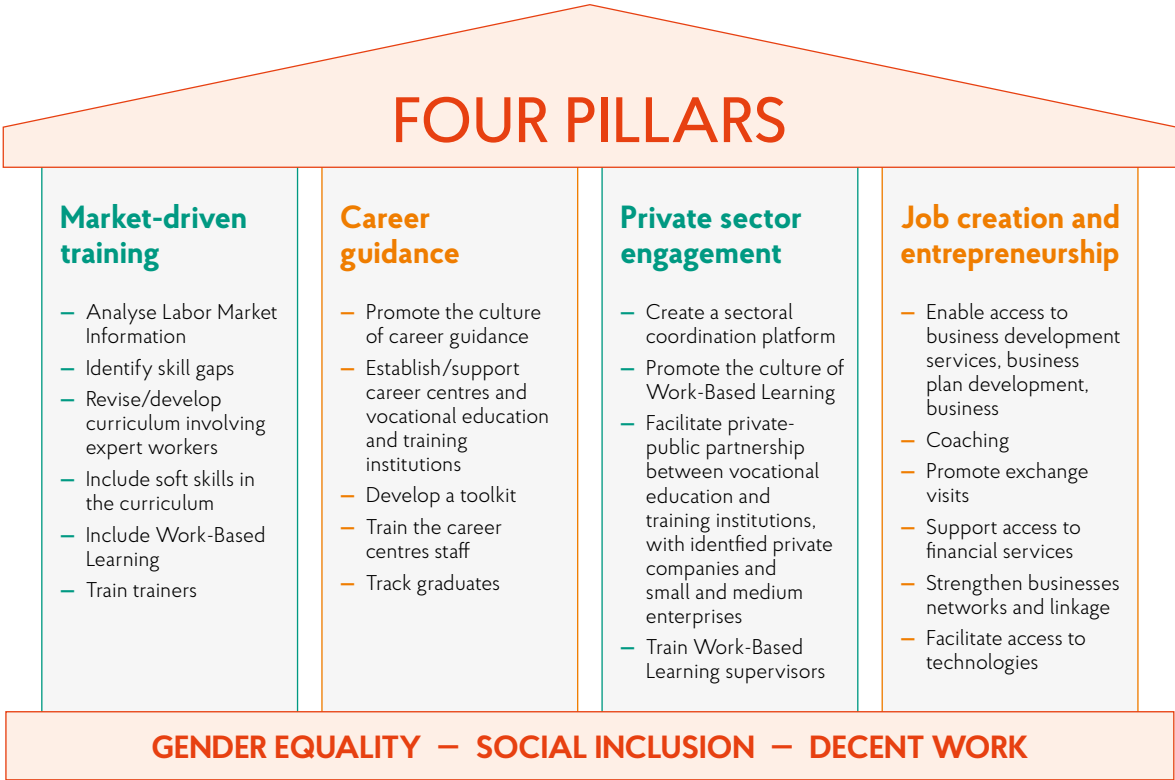 FOUR PILLARS
Market-driven
training
— Analyse Labor Market
Information
— Identify skill gaps
— Revise/develop
curriculum involving
expert workers
— Include soft skills in
the curriculum
— Include Work-Based
Learning
— Train trainers
Career
guidance
— Promote the culture
of career guidance
— Establish/support
career centres and
vocational education
and training
institutions
— Develop a toolkit
— Train the career
centres staff
— Track graduates
Private sector
engagement
— Create a sectoral
coordination platform
— Promote the culture of
Work-Based Learning
— Facilitate private-
public partnership
between vocational
education and
training institutions,
with identfied private
companies and
small and medium
enterprises
— Train Work-Based
Learning supervisors
Job creation and
entrepreneurship
— Enable access to
business development
services, business
plan development,
business
— Coaching
— Promote exchange
visits
— Support access to
financial services
— Strengthen businesses
networks and linkage
— Facilitate access to
technologies
GENDER EQUALITY — SOCIAL INCLUSION — DECENT WORK